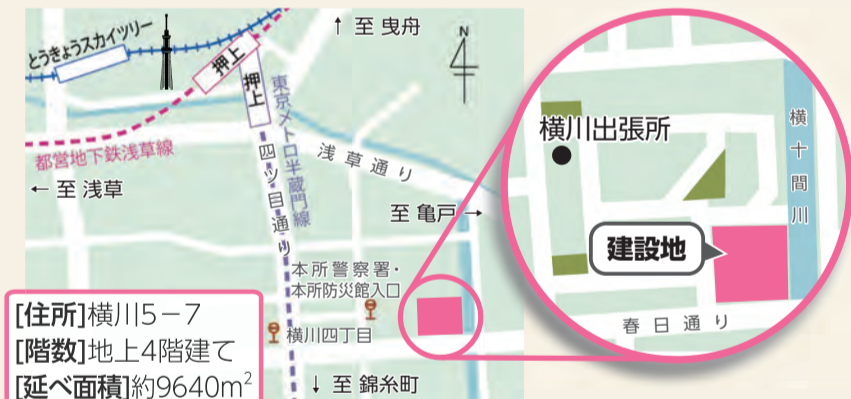 とうきょうスカイツリー
押上
押上
↑ 至 曳舟
N
東京メトロ半蔵門線
都営地下鉄浅草線
← 至 浅草
四ツ目通り
浅草通り
至 亀戸 →
本所警察署・
本所防災館入口
横川四丁目
↓ 至 錦糸町
横川出張所
横十間川
建設地
春日通り
[住所]横川5－7
[階数]地上4階建て
[延べ面積]約9640m²